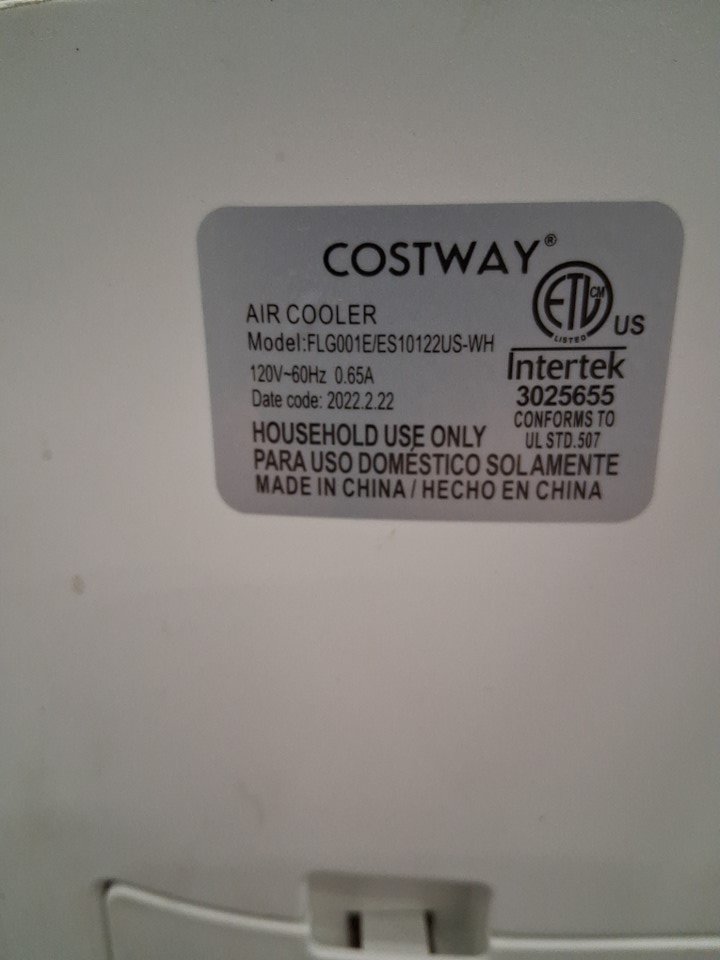 COSTWAY®
AIR COOLER
Model:FLG001E/ES10122US-WH
120V~60Hz 0.65A
Date code: 2022.2.22
ETL CM
LISTED
US
Intertek
3025655
CONFORMS TO
UL STD.507
HOUSEHOLD USE ONLY
PARA USO DOMÉSTICO SOLAMENTE
MADE IN CHINA / HECHO EN CHINA